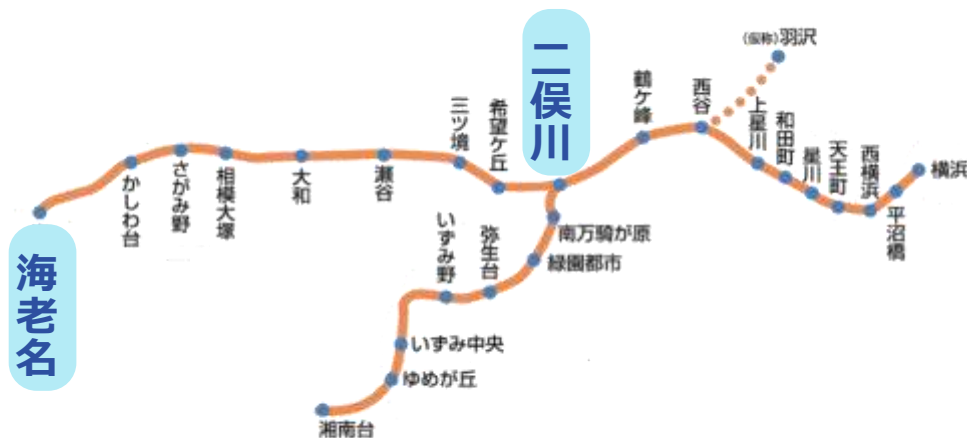 海老名
かしわ台
さがみ野
相模大塚
大和
瀬谷
三ツ境
希望ケ丘
二俣川
鶴ケ峰
西谷
(仮称)羽沢
上星川
和田町
星川
天王町
西横浜
平沼橋
横浜
南万騎が原
緑園都市
弥生台
いずみ野
いずみ中央
ゆめが丘
湘南台